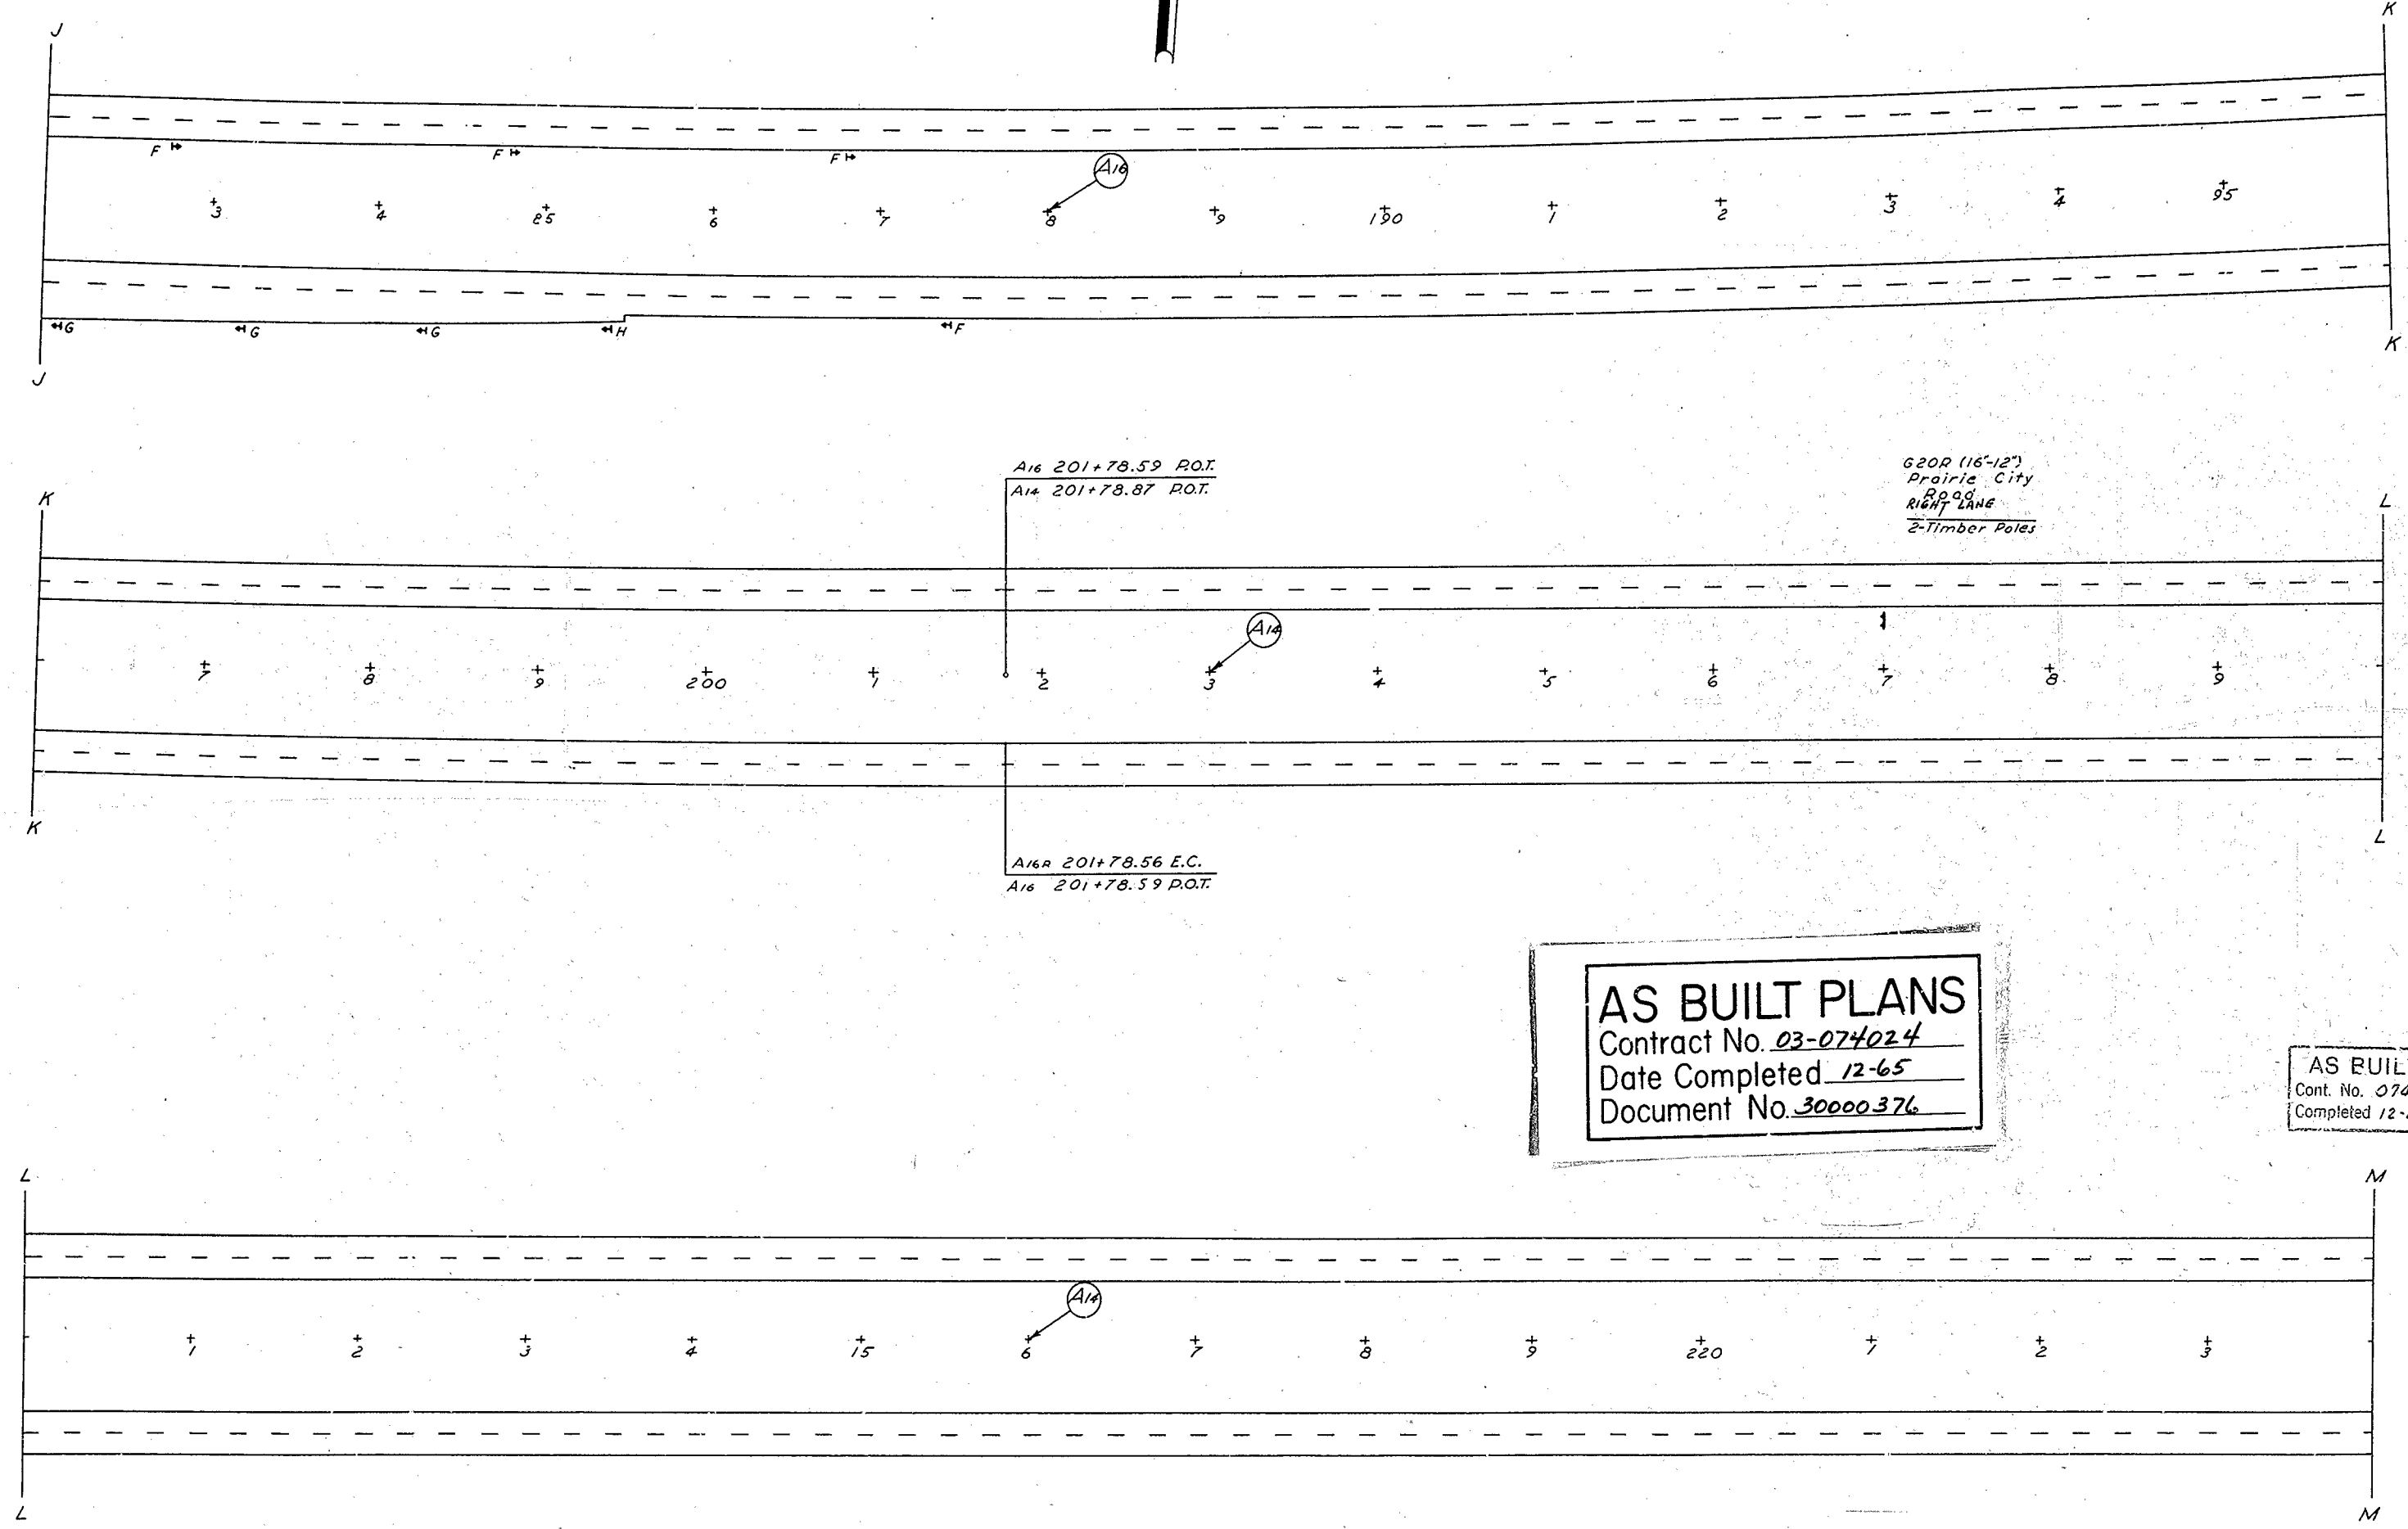 J
K
F
F
F
A16
3
4
85
6
7
8
9
190
1
2
3
4
95
G
G
G
H
F
J
K
A16 201+78.59 P.O.T.
A14 201+78.87 P.O.T.
G20R (16'-12")
Prairie City
Road
RIGHT LANE
2-Timber Poles
K
L
A14
7
8
9
200
1
2
3
4
5
6
7
8
9
K
L
A16R 201+78.56 E.C.
A16 201+78.59 P.O.T.
AS BUILT PLANS
Contract No. 03-074024
Date Completed 12-65
Document No. 30000376
AS BUIL
Cont. No. 074
Completed 12-
L
M
A14
1
2
3
4
15
6
7
8
9
220
1
2
3
L
M